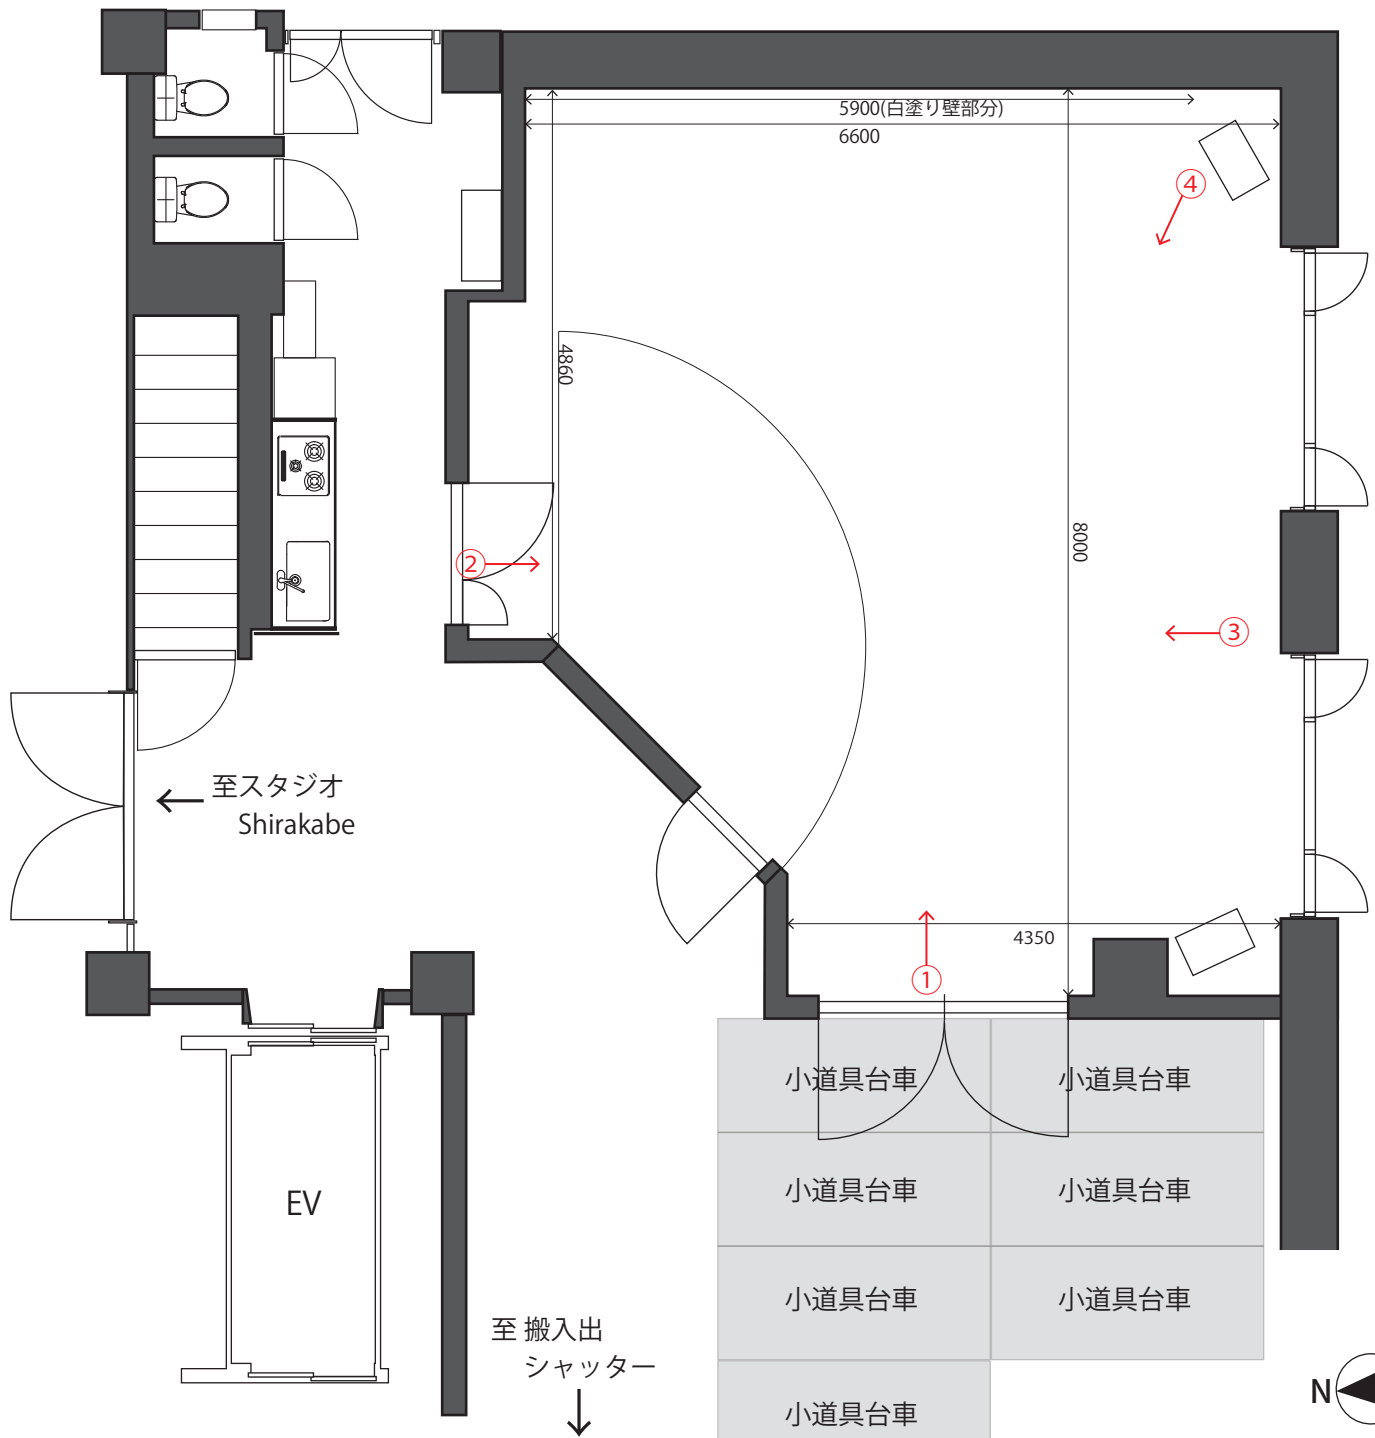 5900(白塗り壁部分)
6600
④
4860
8000
②
③
至スタジオ
Shirakabe
4350
①
小道具台車
小道具台車
小道具台車
小道具台車
EV
小道具台車
小道具台車
至 搬入出
シャッター
N
小道具台車